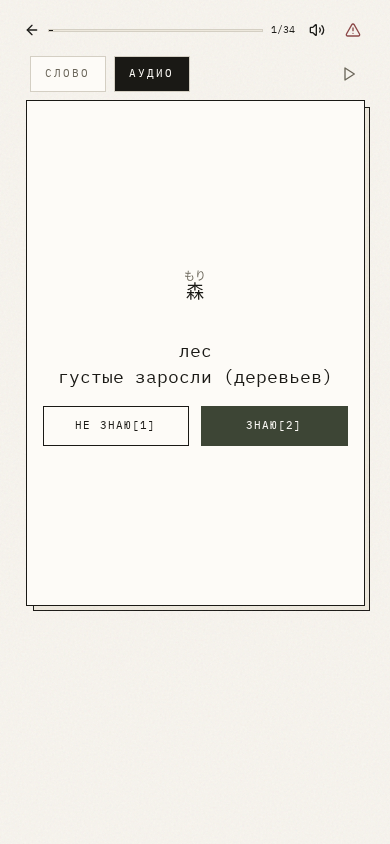 1/34
СЛОВО
АУДИО
もり
森
лес
густые заросли (деревьев)
НЕ ЗНАЮ[1]
ЗНАЮ[2]